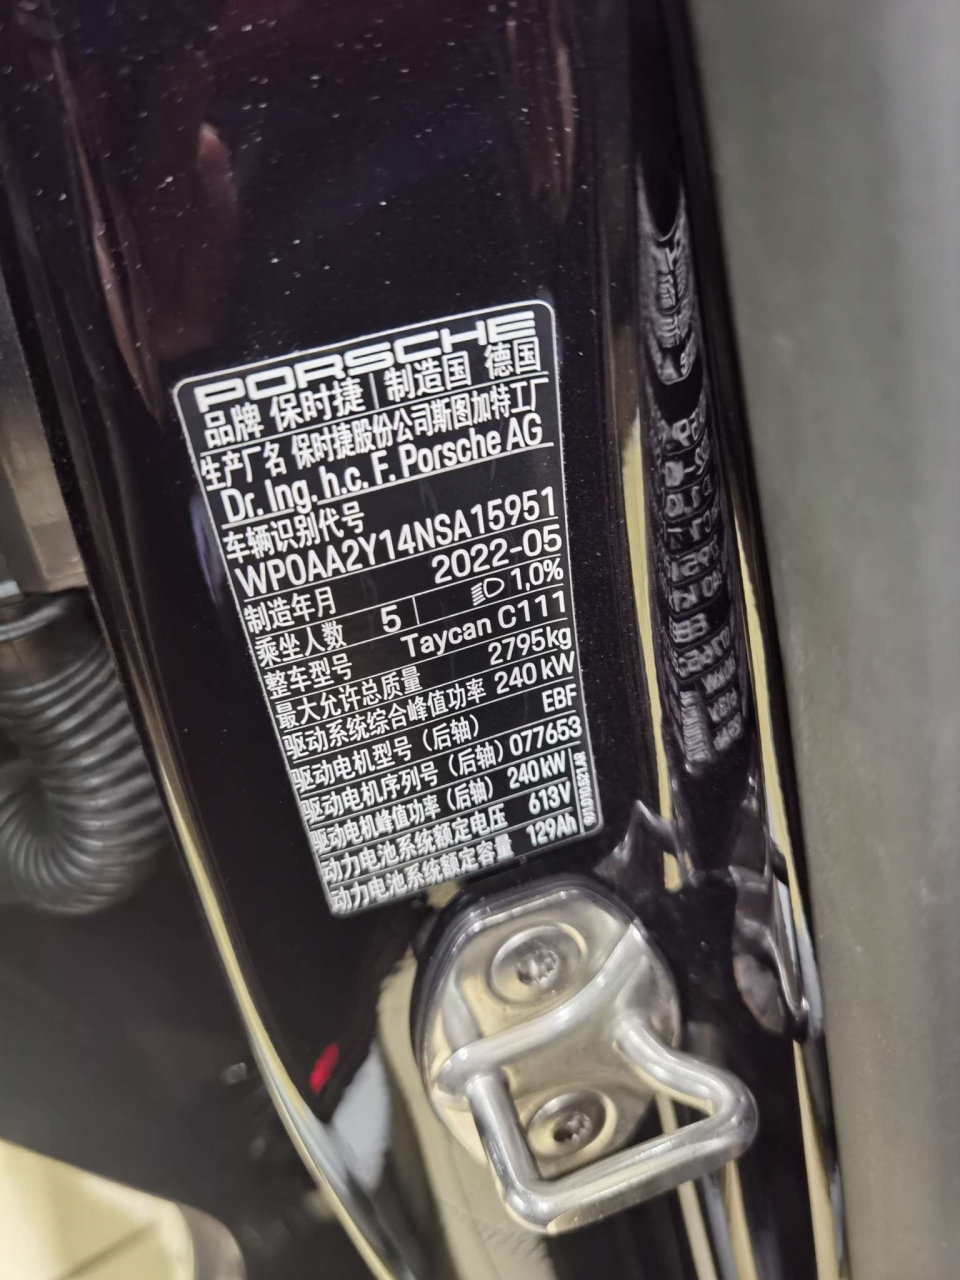 PORSCHE
品牌 保时捷 制造国 德国
生产厂名 保时捷股份公司斯图加特工厂
Dr. Ing. h.c. F. Porsche AG
车辆识别代号
WP0AA2Y14NSA15951
制造年月 2022-05
乘坐人数 5 1,0%
整车型号 Taycan C111
最大允许总质量 2795kg
驱动系统综合峰值功率 240 kW
驱动电机型号（后轴） EBF
驱动电机序列号（后轴） 077653
驱动电机峰值功率（后轴） 240 kW
动力电池系统额定电压 613V
动力电池系统额定容量 129Ah